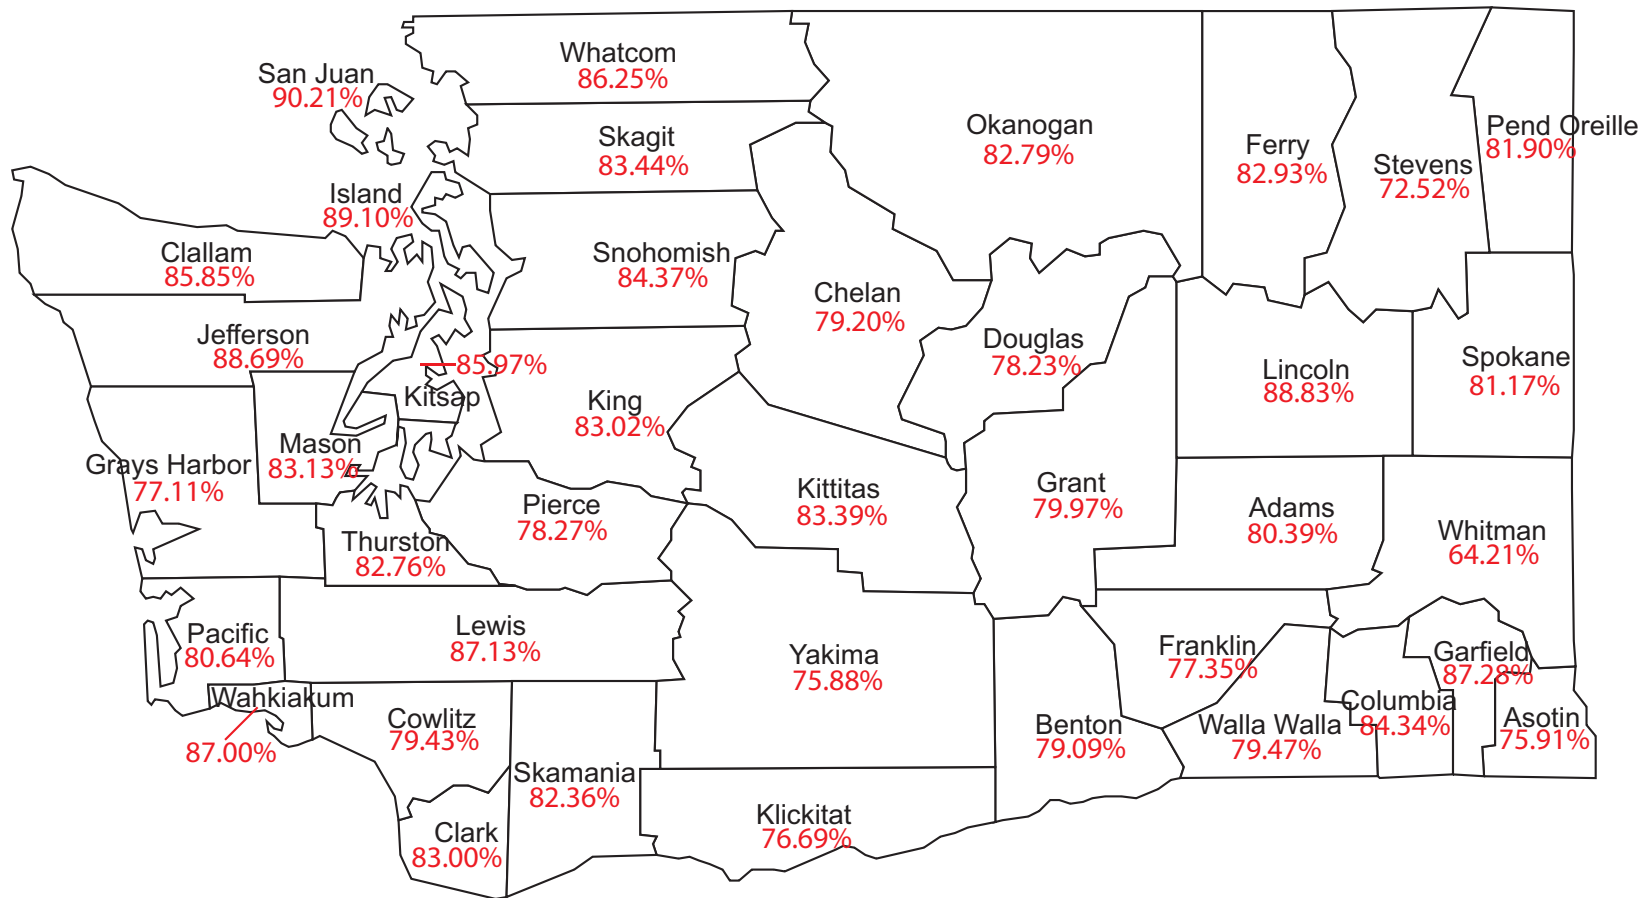 Whatcom
86.25%
San Juan
90.21%
Skagit
83.44%
Okanogan
82.79%
Ferry
82.93%
Stevens
72.52%
Pend Oreille
81.90%
Island
89.10%
Clallam
85.85%
Snohomish
84.37%
Chelan
79.20%
Jefferson
88.69%
85.97%
Kitsap
Douglas
78.23%
Lincoln
88.83%
Spokane
81.17%
King
83.02%
Mason
83.13%
Grays Harbor
77.11%
Pierce
78.27%
Kittitas
83.39%
Grant
79.97%
Adams
80.39%
Whitman
64.21%
Thurston
82.76%
Pacific
80.64%
Lewis
87.13%
Yakima
75.88%
Franklin
77.35%
Garfield
87.28%
Wahkiakum
87.00%
Cowlitz
79.43%
Benton
79.09%
Walla Walla
79.47%
Columbia
84.34%
Asotin
75.91%
Skamania
82.36%
Clark
83.00%
Klickitat
76.69%